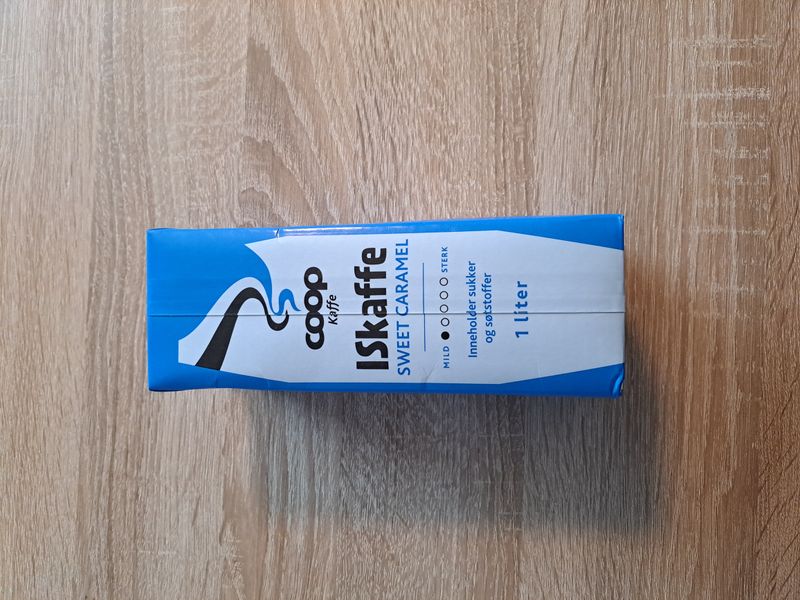 coop
Kaffe
ISkaffe
SWEET CARAMEL
MILD STERK
Inneholder sukker
og søtstoffer
1 liter